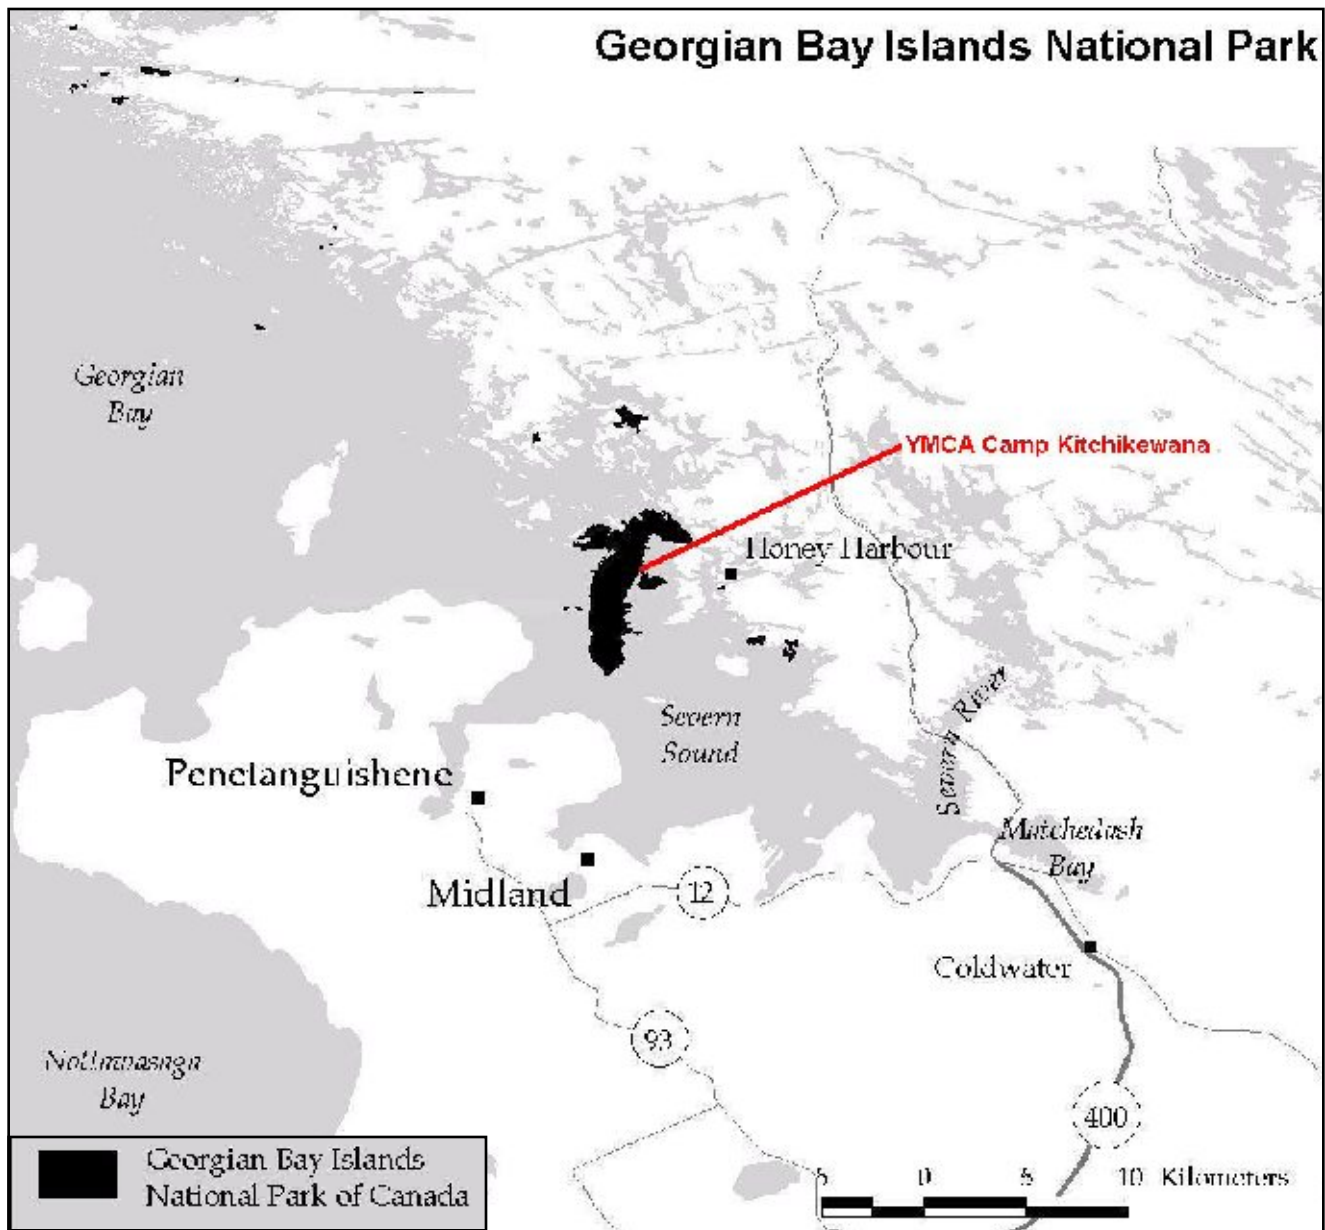 Georgian Bay Islands National Park
Georgian
Bay
YMCA Camp Kitchikewana
Honey Harbour
Severn
Sound
Severn River
Penetanguishene
Matchedash
Bay
Midland
12
Coldwater
93
Bay
400
Georgian Bay Islands
National Park of Canada
5 0 5 10 Kilometers